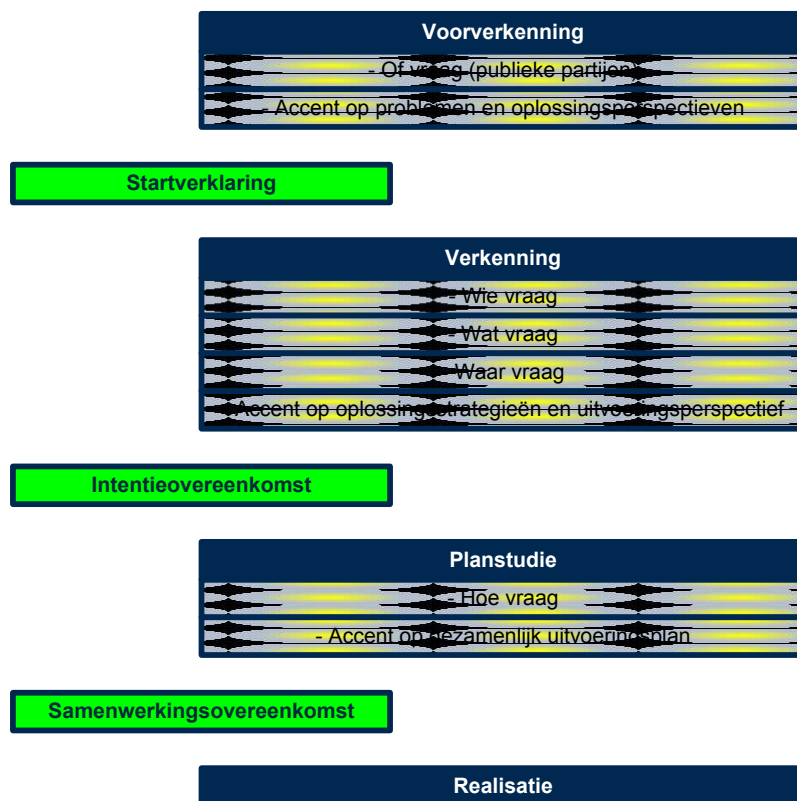 Voorverkenning
- Of vraag (publieke partijen)
- Accent op problemen en oplossingsperspectieven
Startverklaring
Verkenning
- Wie vraag
- Wat vraag
- Waar vraag
- Accent op oplossingsstrategieën en uitvoeringsperspectief
Intentieovereenkomst
Planstudie
- Hoe vraag
- Accent op gezamenlijk uitvoeringsplan
Samenwerkingsovereenkomst
Realisatie